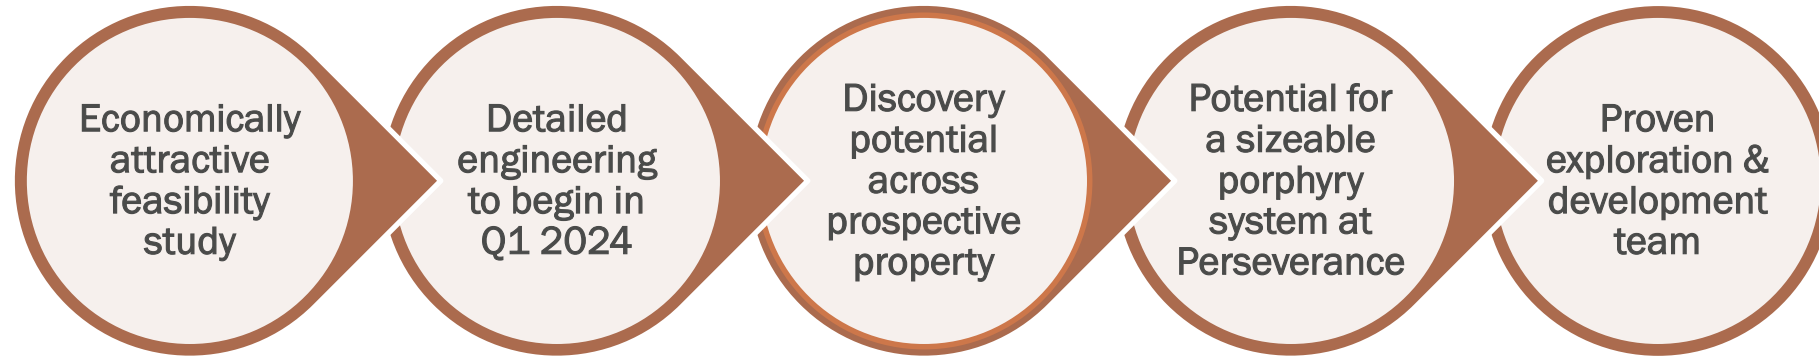 Economically
attractive
feasibility
study
Detailed
engineering
to begin in
Q1 2024
Discovery
potential
across
prospective
property
Potential for
a sizeable
porphyry
system at
Perseverance
Proven
exploration &
development
team